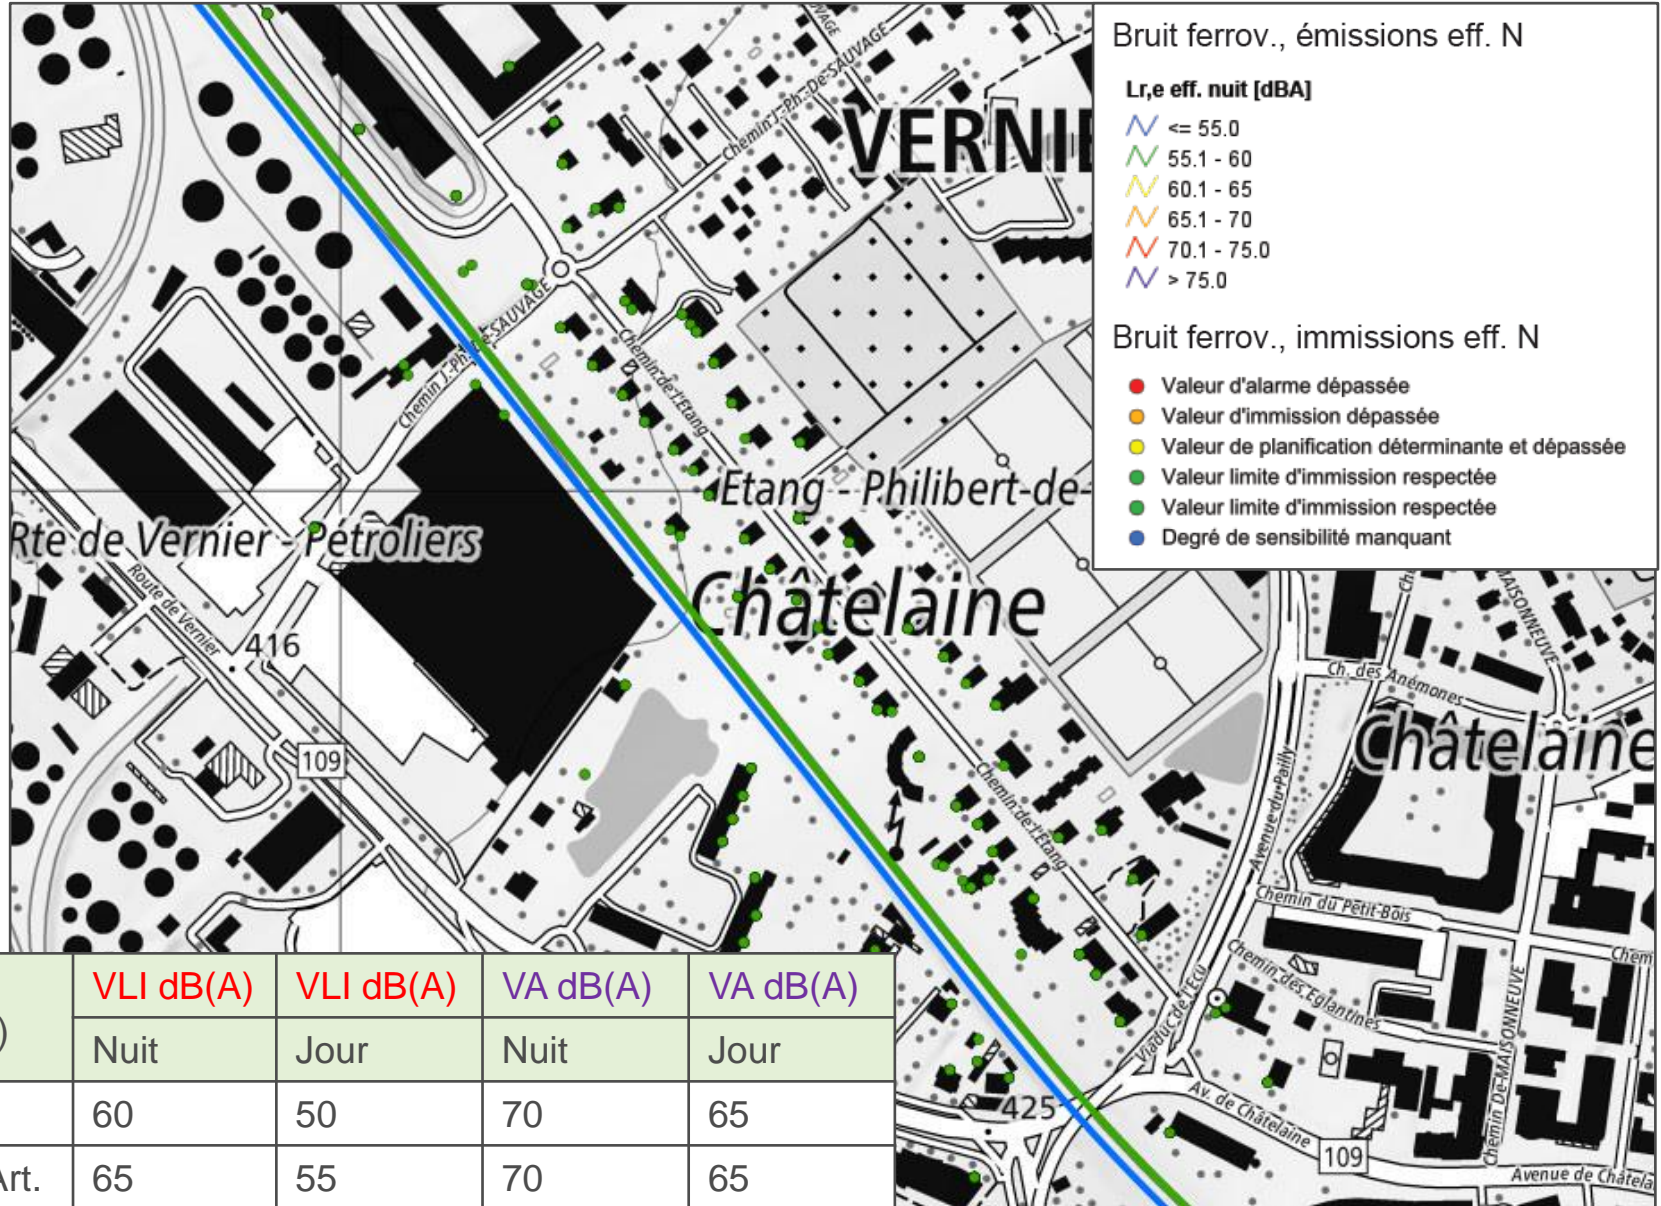 Bruit ferrov., émissions eff. N
Lr,e eff. nuit [dBA]
<= 55.0
55.1 - 60
60.1 - 65
65.1 - 70
70.1 - 75.0
> 75.0
Bruit ferrov., immissions eff. N
Valeur d'alarme dépassée
Valeur d'immission dépassée
Valeur de planification déterminante et dépassée
Valeur limite d'immission respectée
Valeur limite d'immission respectée
Degré de sensibilité manquant
SAUVAGE
Chemin J.-Ph.-De-SAUVAGE
VERNIE
Chemin J.-Ph.-De-SAUVAGE
Chemin de l'Etang
Chemin de l'Etang
Etang - Philibert-de-
Rte de Vernier - Pétroliers
Route de Vernier
Châtelaine
416
109
MAISONNEUVE
Ch. des Anémones
Châtelaine
Avenue du Pailly
Chemin du Petit-Bois
Chem
Chemin des Eglantines
Chemin De-MAISONNEUVE
Viaduc de l'Ecu
425
Av. de Châtelaine
109
Avenue de Châtela
VLI dB(A) VLI dB(A) VA dB(A) VA dB(A)
) Nuit Jour Nuit Jour
60 50 70 65
Art. 65 55 70 65